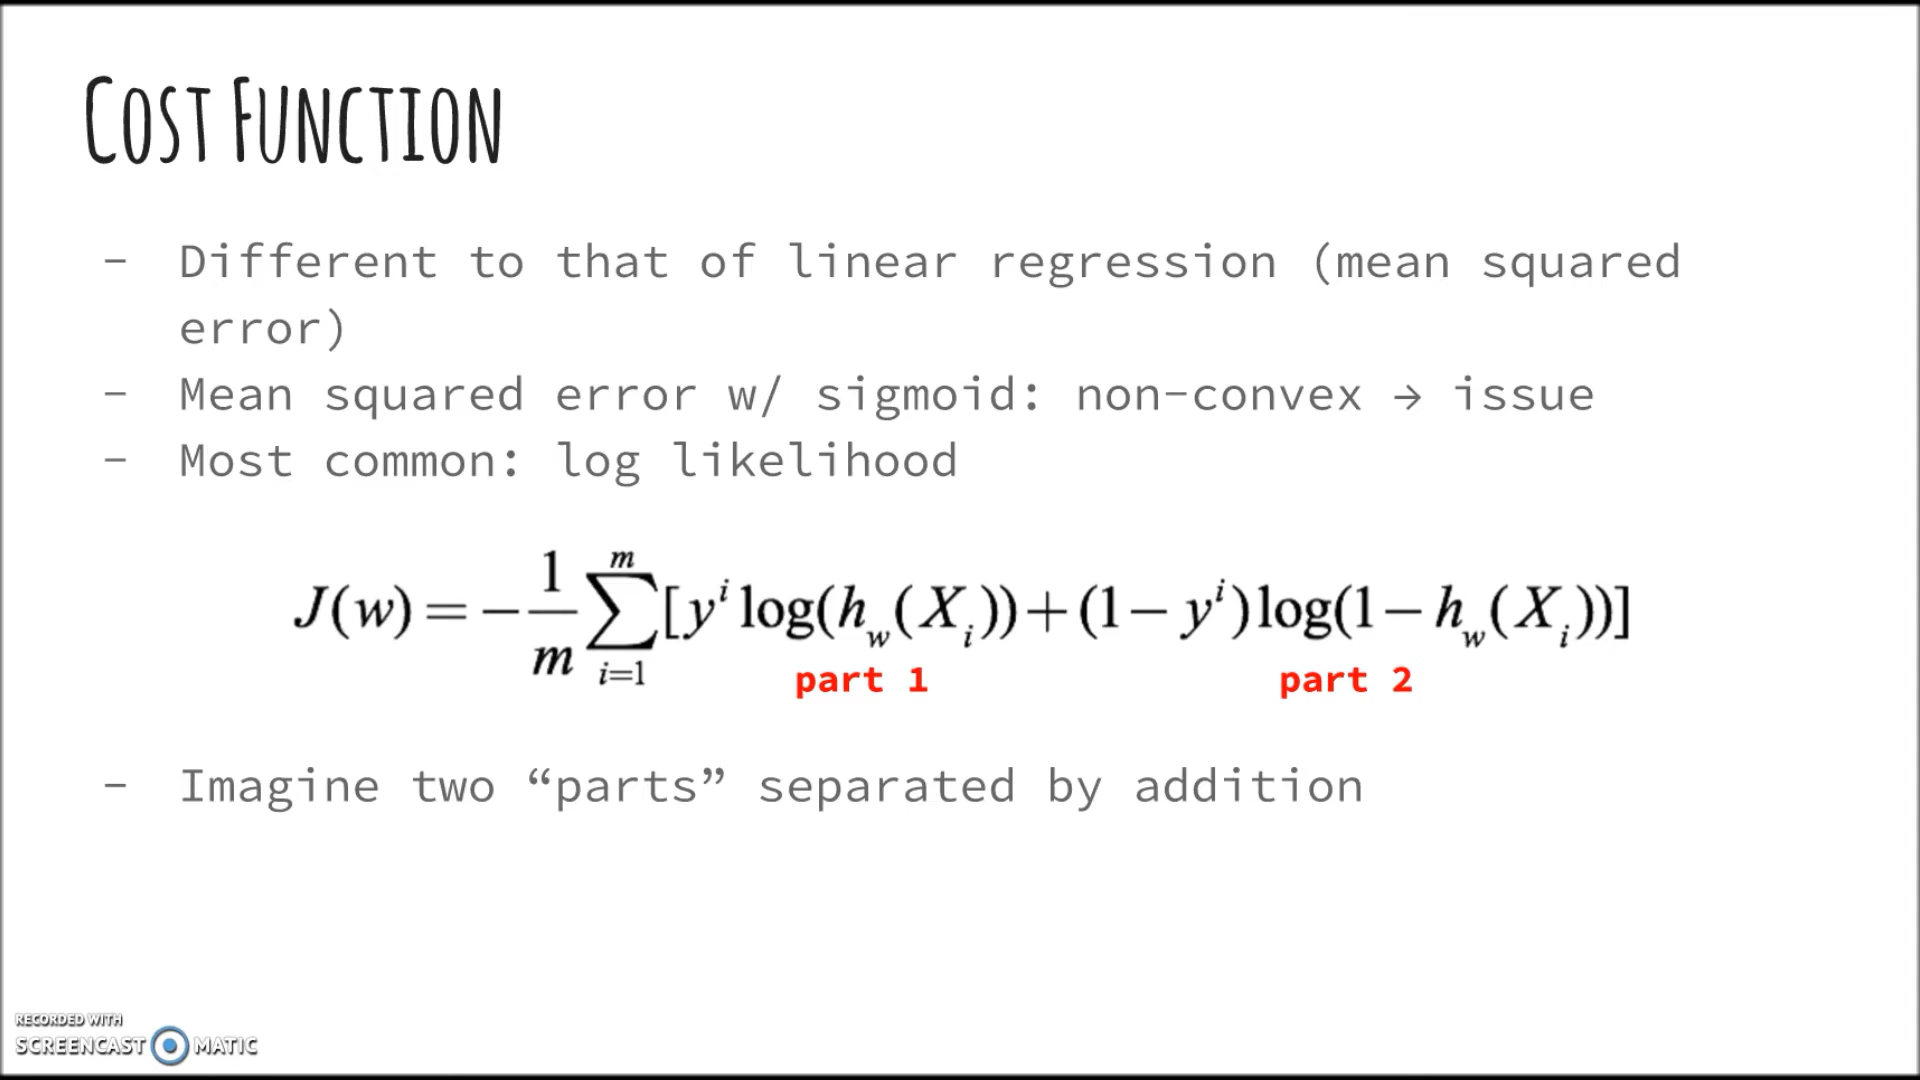 COST FUNCTION
- Different to that of linear regression (mean squared
error)
- Mean squared error w/ sigmoid: non-convex → issue
- Most common: log likelihood
J(w) = −\frac{1}{m} \sum_{i=1}^{m} [y^i log(h_w(X_i)) + (1 − y^i) log(1 − h_w(X_i))]
part 1 part 2
- Imagine two “parts” separated by addition
RECORDED WITH
SCREENCAST MATIC